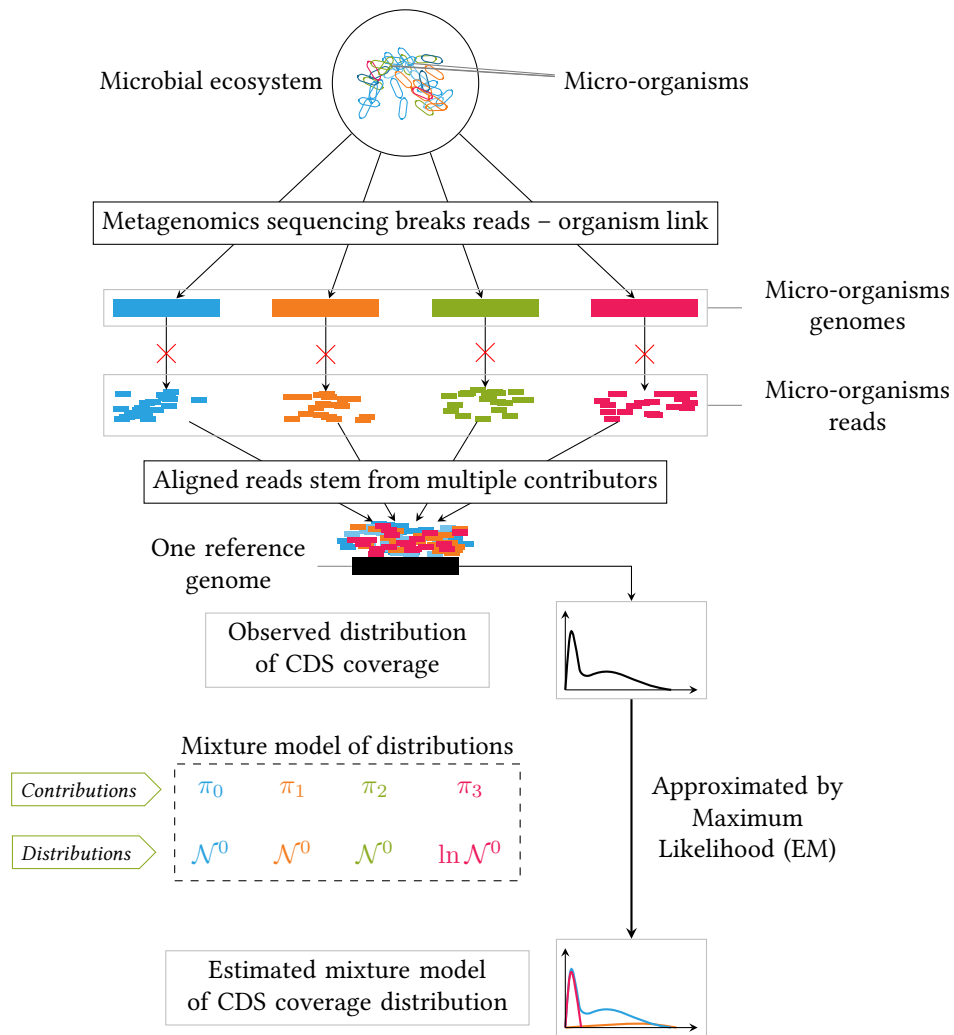 Microbial ecosystem
Micro-organisms
Metagenomics sequencing breaks reads – organism link
Micro-organisms
genomes
Micro-organisms
reads
Aligned reads stem from multiple contributors
One reference
genome
Observed distribution
of CDS coverage
Mixture model of distributions
Contributions
π₀ π₁ π₂ π₃
Distributions
𝒩⁰ 𝒩⁰ 𝒩⁰ ln 𝒩⁰
Approximated by
Maximum
Likelihood (EM)
Estimated mixture model
of CDS coverage distribution